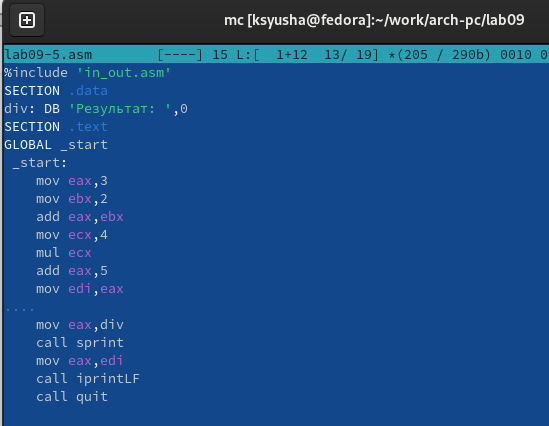 mc [ksyusha@fedora]:~/work/arch-pc/lab09
lab09-5.asm [----] 15 L:[ 1+12 13/ 19] *(205 / 290b) 0010 0
%include 'in_out.asm'
SECTION .data
div: DB 'Результат: ',0
SECTION .text
GLOBAL _start
_start:
mov eax,3
mov ebx,2
add eax,ebx
mov ecx,4
mul ecx
add eax,5
mov edi,eax
....
mov eax,div
call sprint
mov eax,edi
call iprintLF
call quit